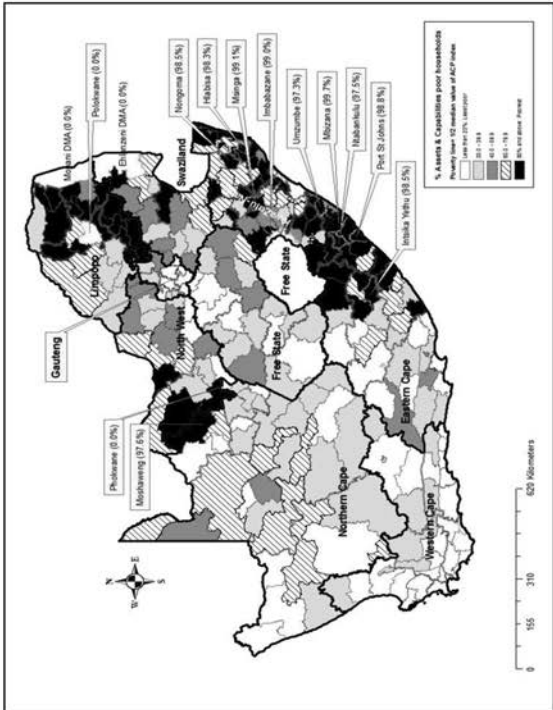 Mopani DMA (0.0%)
Polokwane (0.0%)
Ehlanzeni DMA (0.0%)
Nongoma (98.5%)
Hlabisa (98.3%)
Msinga (99.1%)
Imbabazane (99.0%)
Umzumbe (97.3%)
Mbizana (99.7%)
Ntabankulu (97.5%)
Port St Johns (98.8%)
Intsika Yethu (98.5%)
Gauteng
Phokwane (0.0%)
Moshaweng (97.6%)
Limpopo
Swaziland
North West
Free State
Free State
Northern Cape
Eastern Cape
Western Cape
N
W
E
S
0
155
310
620 Kilometers
% Assets & Capabilities poor households
Poverty line= 1/2 median value of ACP index